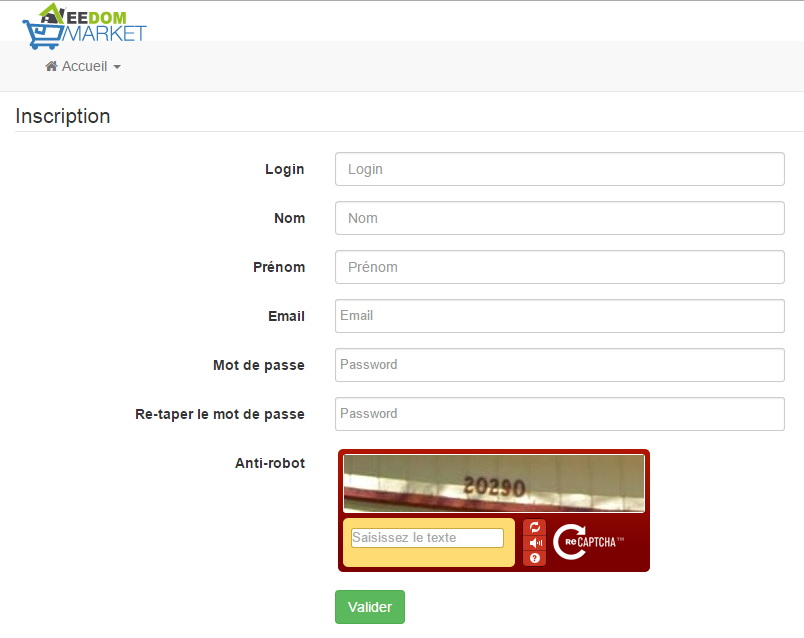 JEEDOM
MARKET
Accueil
Inscription
Login Login
Nom Nom
Prénom Prénom
Email Email
Mot de passe Password
Re-taper le mot de passe Password
Anti-robot
20290
Saisissez le texte
ReCAPTCHA™
Valider